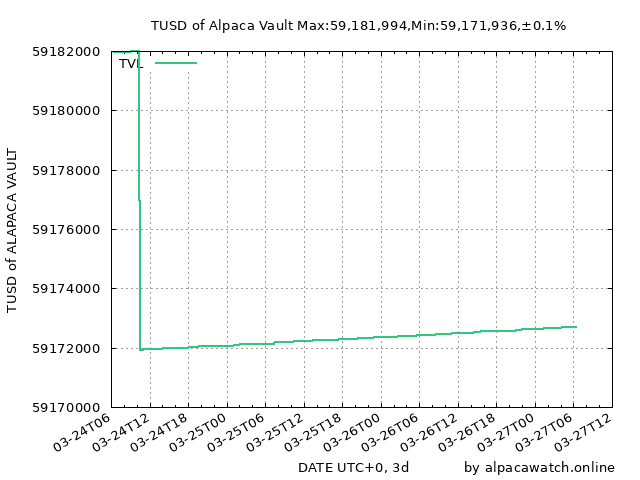 TUSD of Alpaca Vault Max:59,181,994,Min:59,171,936,±0.1%
TVL
59182000
59180000
59178000
59176000
59174000
59172000
59170000
TUSD of ALAPACA VAULT
03-24T06
03-24T12
03-24T18
03-25T00
03-25T06
03-25T12
03-25T18
03-26T00
03-26T06
03-26T12
03-26T18
03-27T00
03-27T06
03-27T12
DATE UTC+0, 3d
by alpacawatch.online